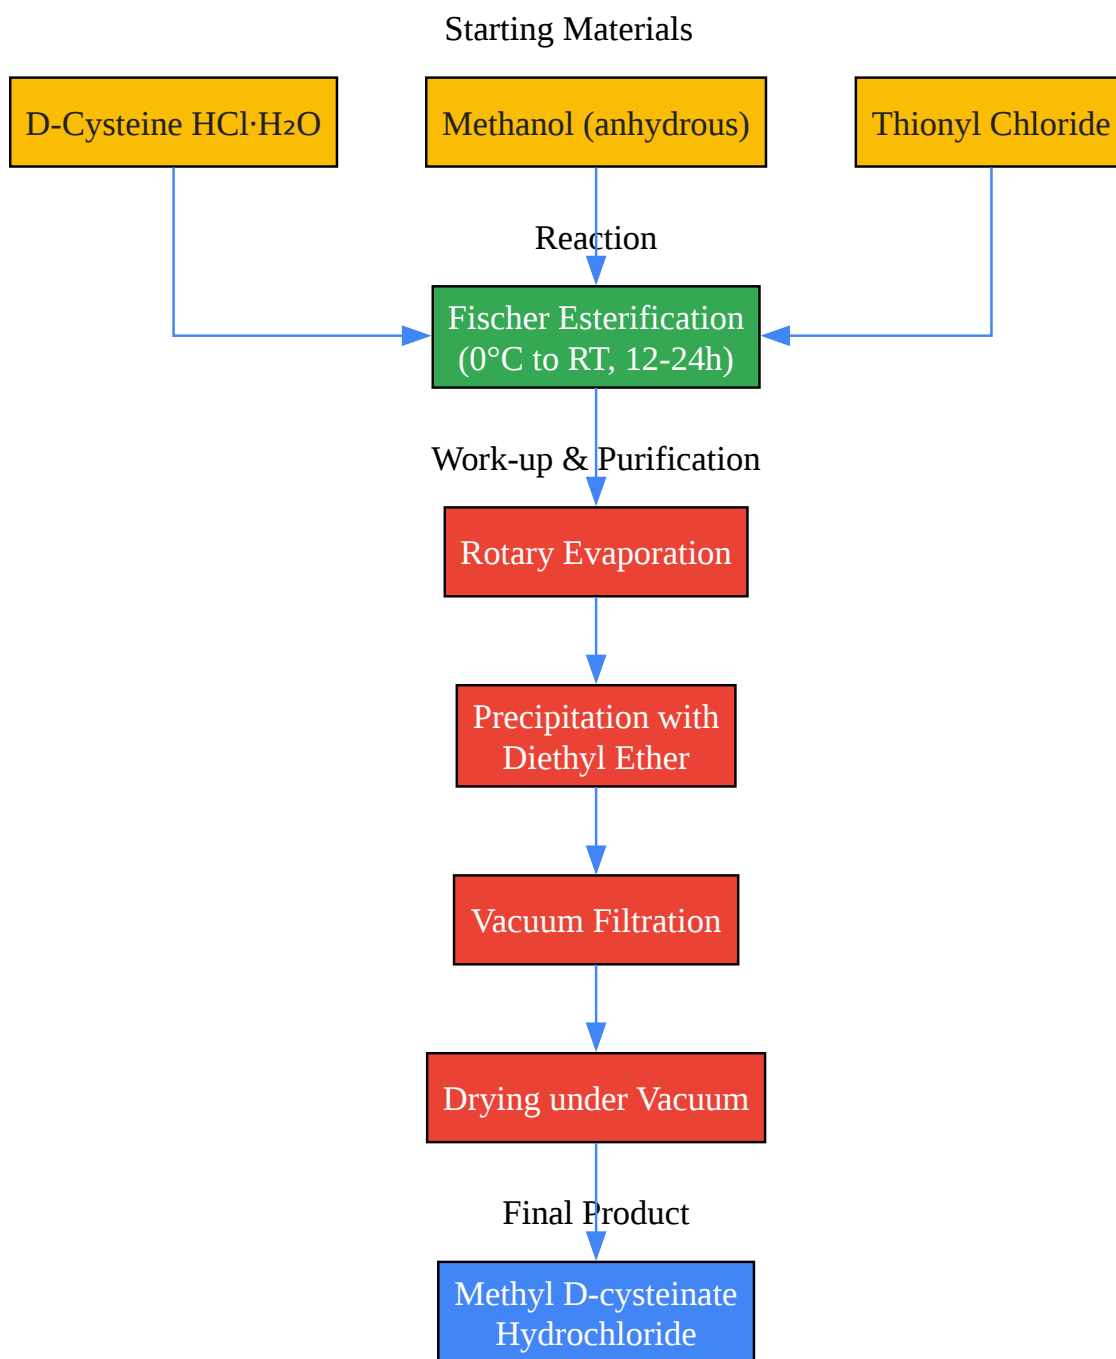 Starting Materials
D-Cysteine HCl·H₂O
Methanol (anhydrous)
Thionyl Chloride
Reaction
Fischer Esterification
(0°C to RT, 12-24h)
Work-up & Purification
Rotary Evaporation
Precipitation with
Diethyl Ether
Vacuum Filtration
Drying under Vacuum
Final Product
Methyl D-cysteinate
Hydrochloride